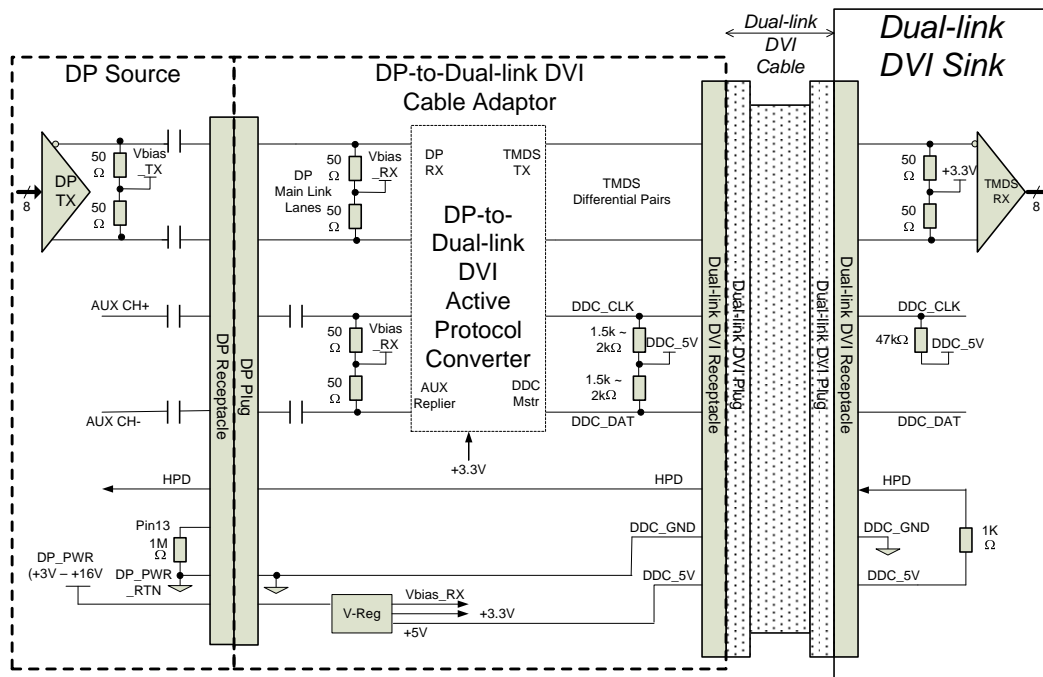 Dual-link
DVI
Cable
Dual-link
DVI Sink
DP Source
DP-to-Dual-link DVI
Cable Adaptor
8
DP
TX
50
Ω
50
Ω
Vbias
_TX
DP Receptacle
DP Plug
DP
Main Link
Lanes
50
Ω
50
Ω
Vbias
_RX
DP
RX
TMDS
TX
DP-to-
Dual-link
DVI
Active
Protocol
Converter
AUX
Replier
DDC
Mstr
+3.3V
TMDS
Differential Pairs
Dual-link DVI Receptacle
Dual-link DVI Plug
Dual-link DVI Plug
Dual-link DVI Receptacle
50
Ω
50
Ω
+3.3V
TMDS
RX
8
AUX CH+
AUX CH-
50
Ω
50
Ω
Vbias
_RX
DDC_CLK
1.5k ~
2kΩ
1.5k ~
2kΩ
DDC_5V
DDC_DAT
DDC_CLK
47kΩ
DDC_5V
DDC_DAT
HPD
HPD
HPD
Pin13
1M
Ω
DP_PWR
(+3V – +16V
DP_PWR
_RTN
V-Reg
Vbias_RX
+3.3V
+5V
DDC_GND
DDC_5V
DDC_GND
DDC_5V
1K
Ω